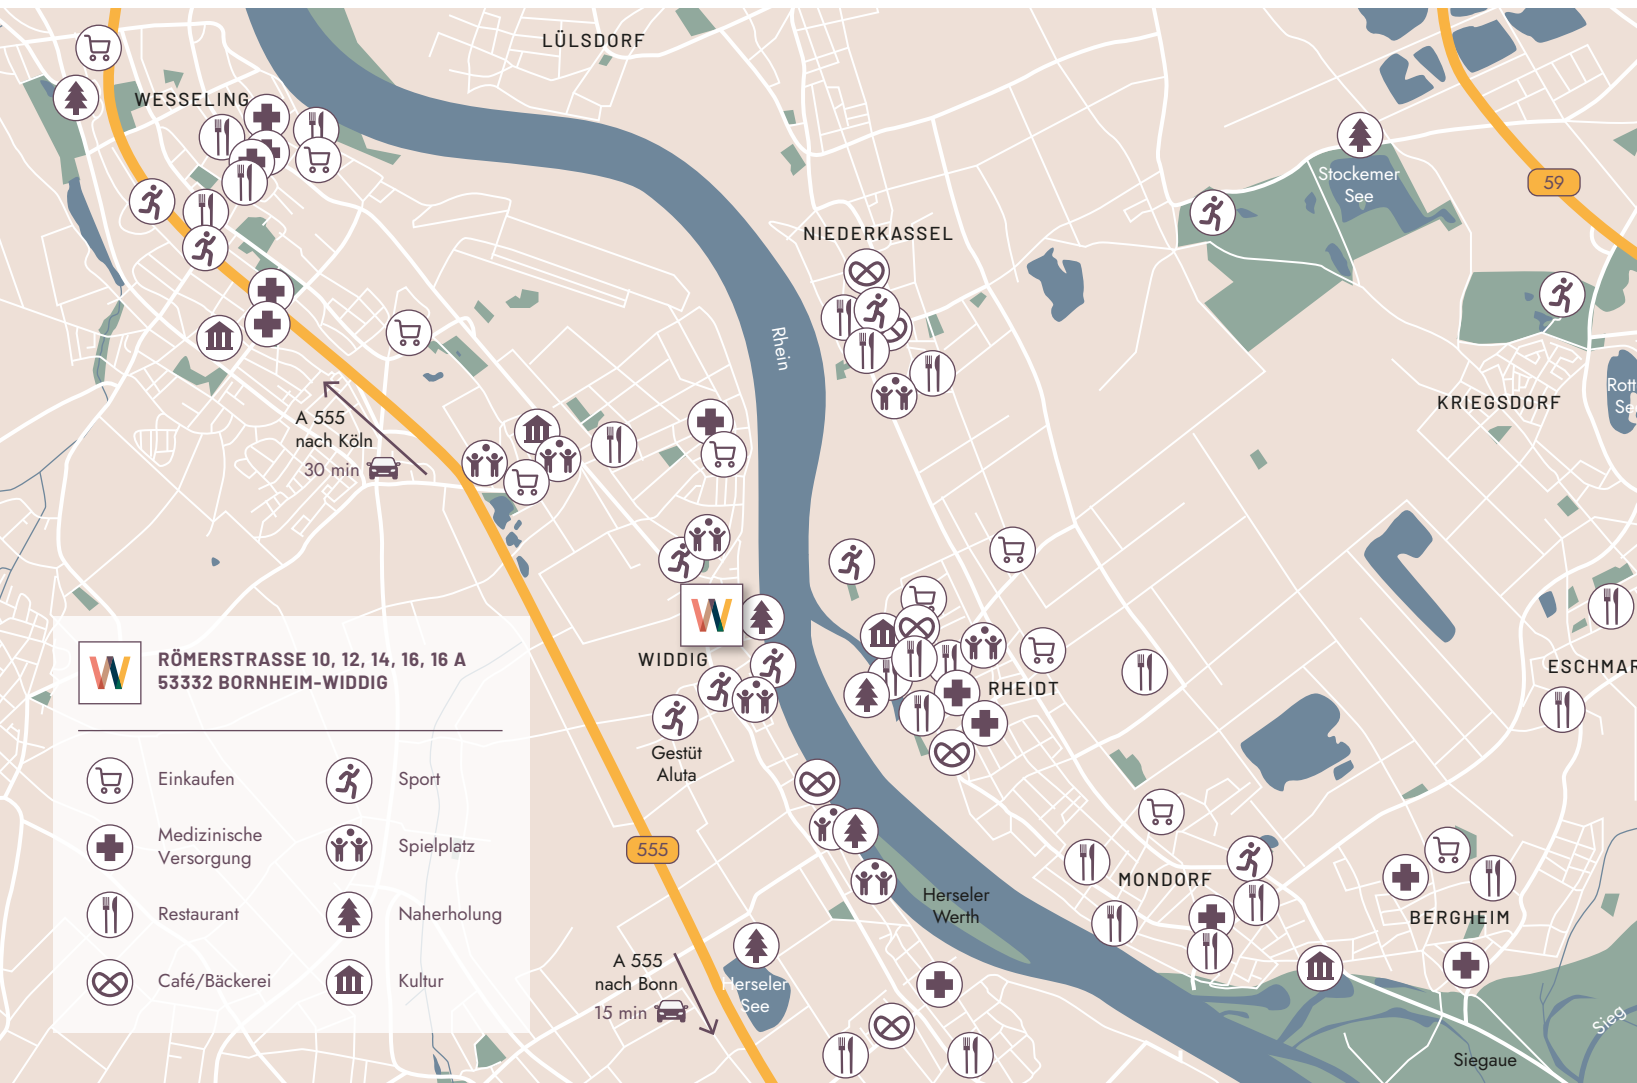 LÜLSDORF
WESSELING
Stockemer
See
59
NIEDERKASSEL
Rhein
KRIEGSDORF
A 555
nach Köln
30 min
W
WIDDIG
RHEIDT
Gestüt
Aluta
W
RÖMERSTRASSE 10, 12, 14, 16, 16 A
53332 BORNHEIM-WIDDIG
Einkaufen
Sport
Medizinische
Versorgung
Spielplatz
Restaurant
Naherholung
Café/Bäckerei
Kultur
555
MONDORF
Herseler
Werth
BERGHEIM
A 555
nach Bonn
15 min
Herseler
See
Sieg
Siegaue